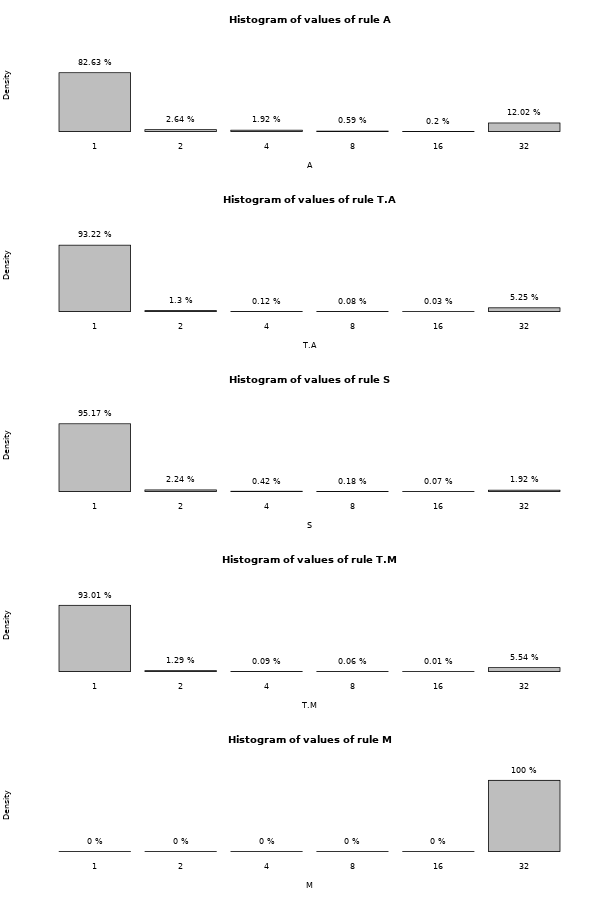 Histogram of values of rule A
Density
82.63 % 2.64 % 1.92 % 0.59 % 0.2 % 12.02 %
1 2 4 8 16 32
A
Histogram of values of rule T.A
Density
93.22 % 1.3 % 0.12 % 0.08 % 0.03 % 5.25 %
1 2 4 8 16 32
T.A
Histogram of values of rule S
Density
95.17 % 2.24 % 0.42 % 0.18 % 0.07 % 1.92 %
1 2 4 8 16 32
S
Histogram of values of rule T.M
Density
93.01 % 1.29 % 0.09 % 0.06 % 0.01 % 5.54 %
1 2 4 8 16 32
T.M
Histogram of values of rule M
Density
0 % 0 % 0 % 0 % 0 % 100 %
1 2 4 8 16 32
M